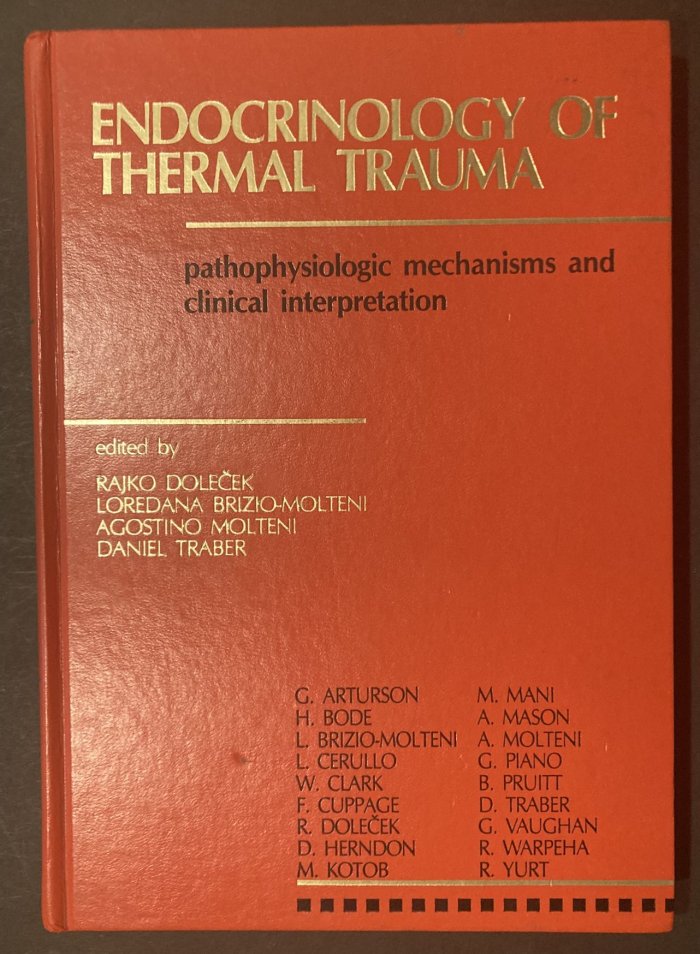 ENDOCRINOLOGY OF
THERMAL TRAUMA
pathophysiologic mechanisms and
clinical interpretation
edited by
RAJKO DOLEČEK
LOREDANA BRIZIO-MOLTENI
AGOSTINO MOLTENI
DANIEL TRABER
G. ARTURSON
H. BODE
L. BRIZIO-MOLTENI
L. CERULLO
W. CLARK
F. CUPPAGE
R. DOLEČEK
D. HERNDON
M. KOTOB
M. MANI
A. MASON
A. MOLTENI
G. PIANO
B. PRUITT
D. TRABER
G. VAUGHAN
R. WARPEHA
R. YURT